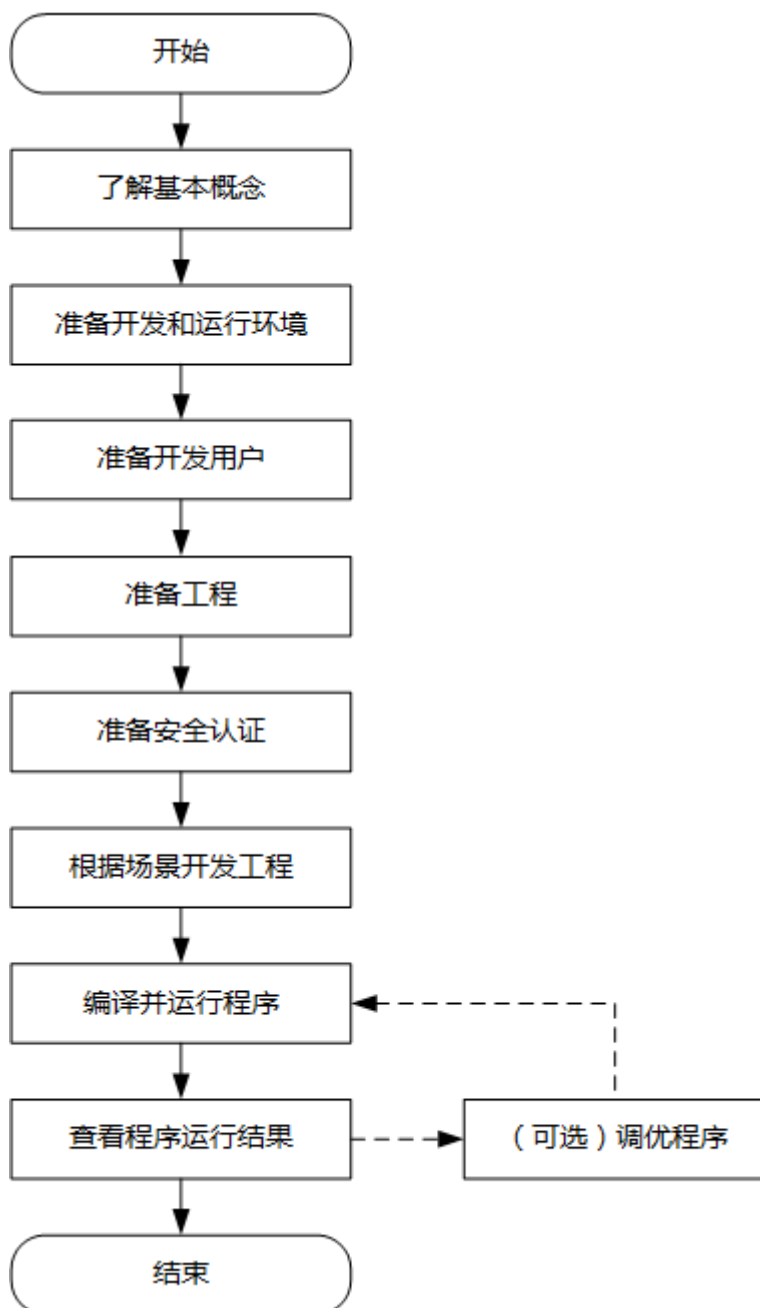 开始
了解基本概念
准备开发和运行环境
准备开发用户
准备工程
准备安全认证
根据场景开发工程
编译并运行程序
查看程序运行结果
（可选）调优程序
结束